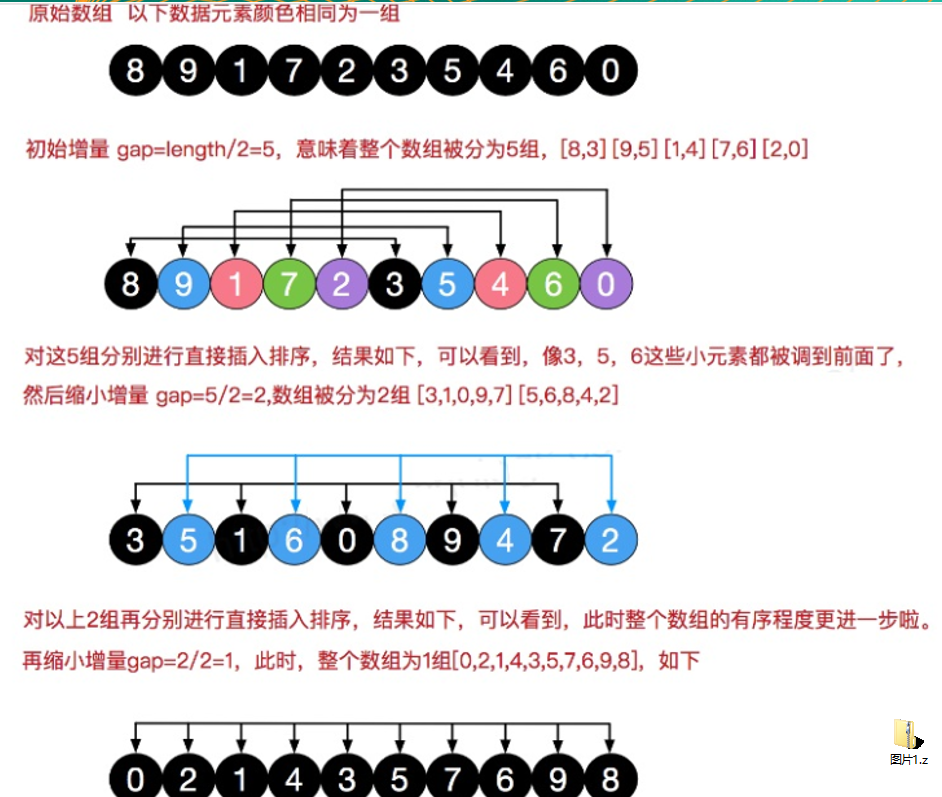 原始数组 以下数据元素颜色相同为一组
8 9 1 7 2 3 5 4 6 0
初始增量 gap=length/2=5，意味着整个数组被分为5组，[8,3] [9,5] [1,4] [7,6] [2,0]
8 9 1 7 2 3 5 4 6 0
对这5组分别进行直接插入排序，结果如下，可以看到，像3，5，6这些小元素都被调到前面了，
然后缩小增量 gap=5/2=2,数组被分为2组 [3,1,0,9,7] [5,6,8,4,2]
3 5 1 6 0 8 9 4 7 2
对以上2组再分别进行直接插入排序，结果如下，可以看到，此时整个数组的有序程度更进一步啦。
再缩小增量gap=2/2=1，此时，整个数组为1组[0,2,1,4,3,5,7,6,9,8]，如下
图片1.z
0 2 1 4 3 5 7 6 9 8